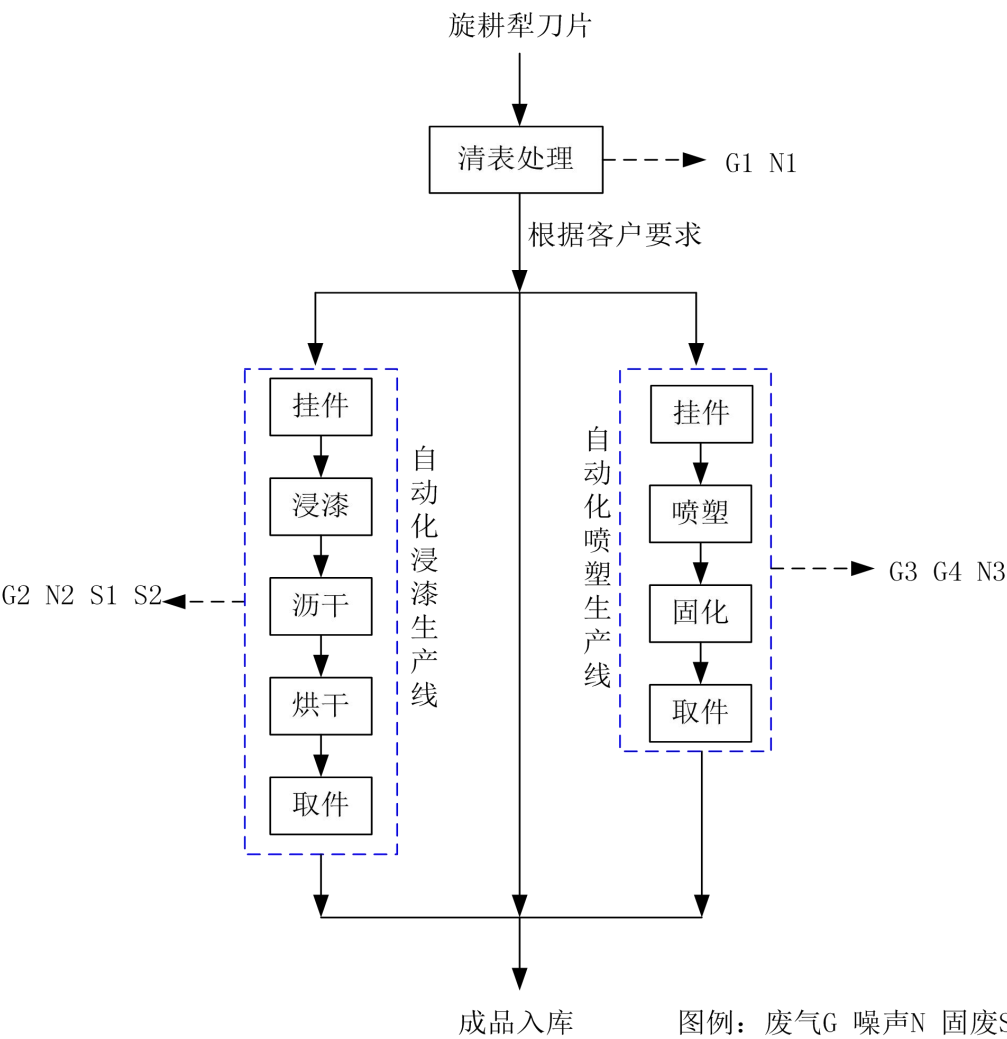 旋耕犁刀片
清表处理
G1 N1
根据客户要求
挂件
浸漆
沥干
烘干
取件
自动化浸漆生产线
G2 N2 S1 S2
自动化喷塑生产线
挂件
喷塑
固化
取件
G3 G4 N3
成品入库
图例：废气G 噪声N 固废S